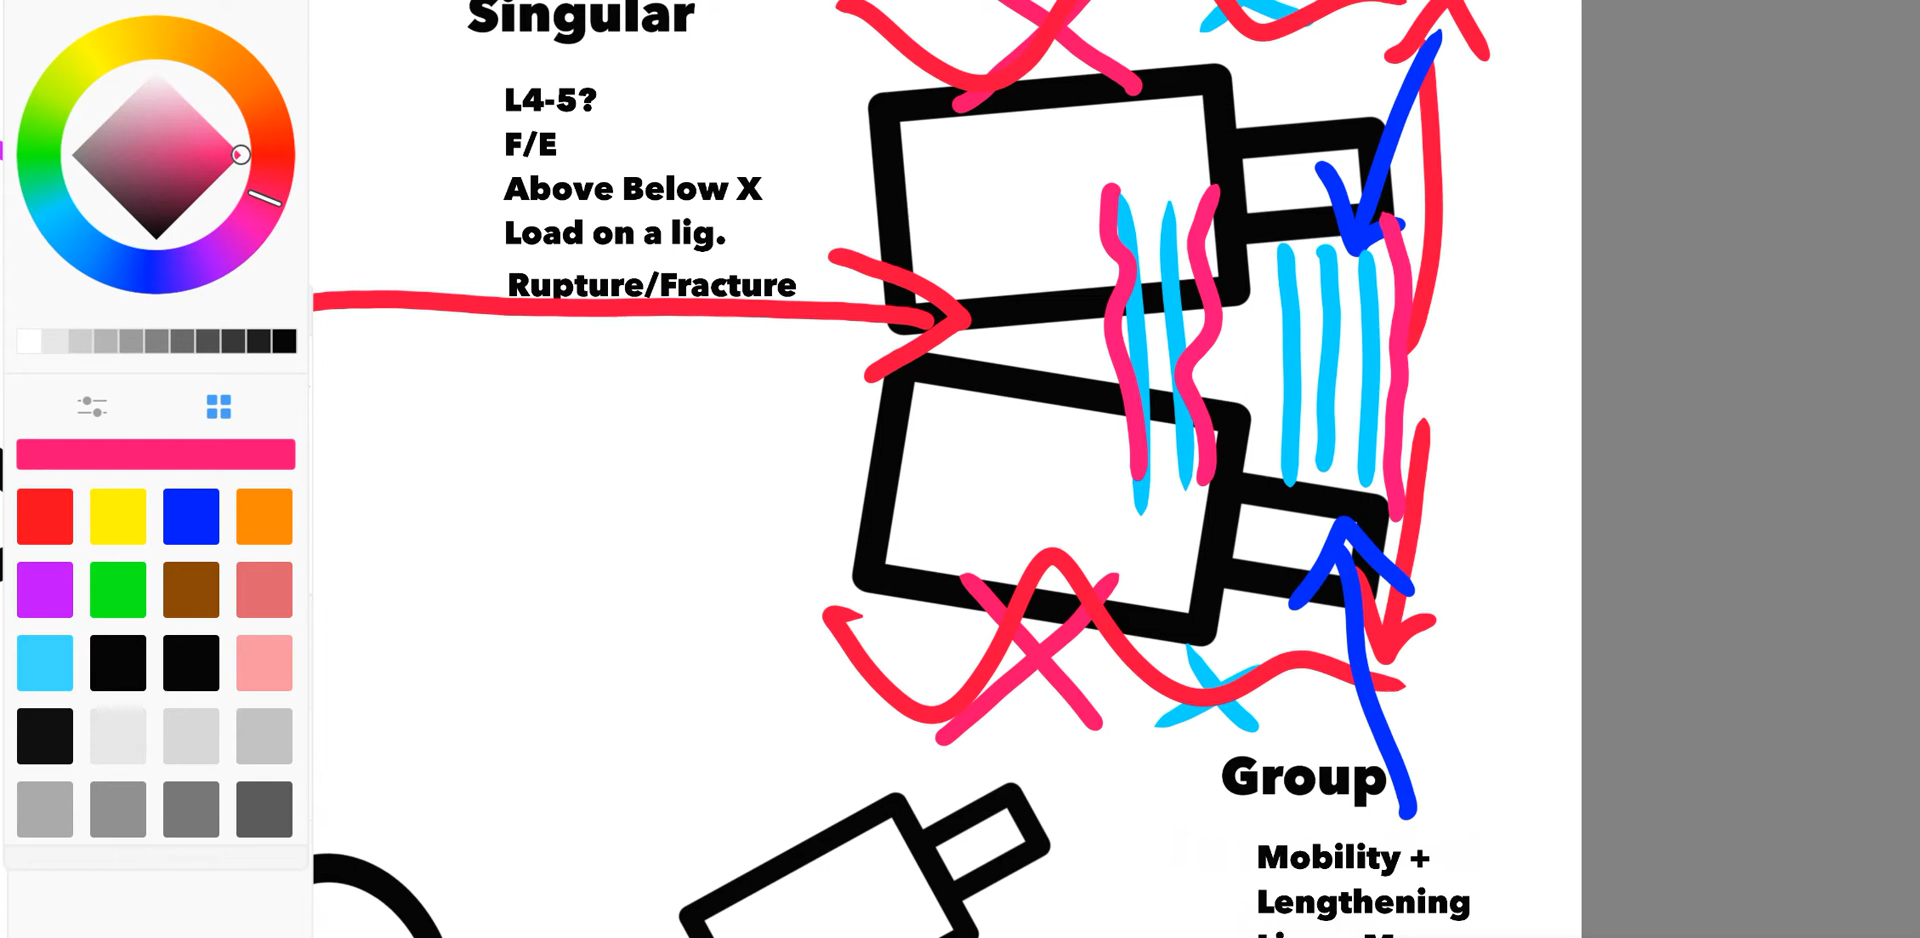 Singular
L4-5?
F/E
Above Below X
Load on a lig.
Rupture/Fracture
Group
Mobility +
Lengthening